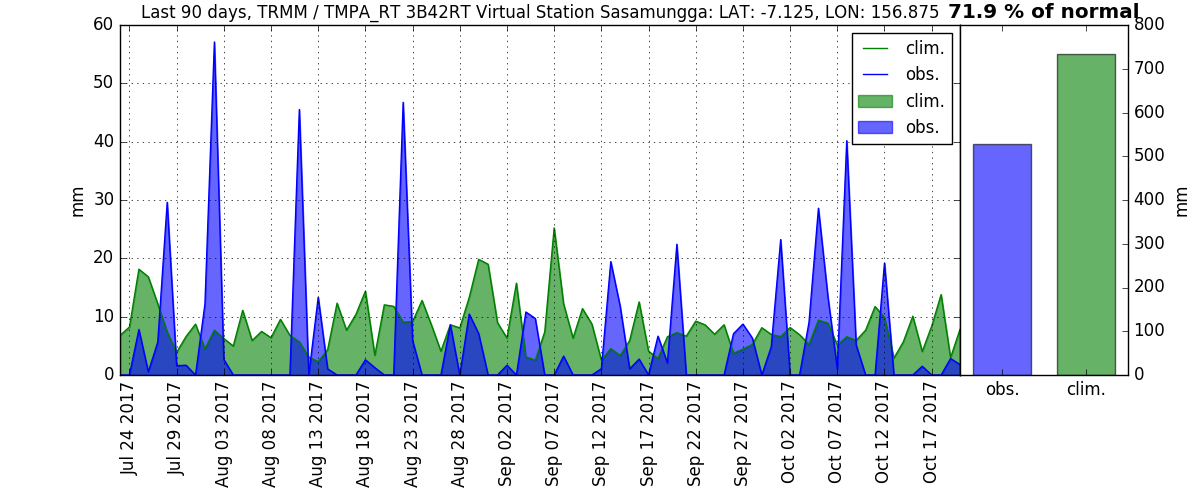 Last 90 days, TRMM / TMPA_RT 3B42RT Virtual Station Sasamungga: LAT: -7.125, LON: 156.875 71.9 % of normal
clim.
obs.
clim.
obs.
60
50
40
30
20
10
0
mm
800
700
600
500
400
300
200
100
0
mm
Jul 24 2017
Jul 29 2017
Aug 03 2017
Aug 08 2017
Aug 13 2017
Aug 18 2017
Aug 23 2017
Aug 28 2017
Sep 02 2017
Sep 07 2017
Sep 12 2017
Sep 17 2017
Sep 22 2017
Sep 27 2017
Oct 02 2017
Oct 07 2017
Oct 12 2017
Oct 17 2017
obs. clim.